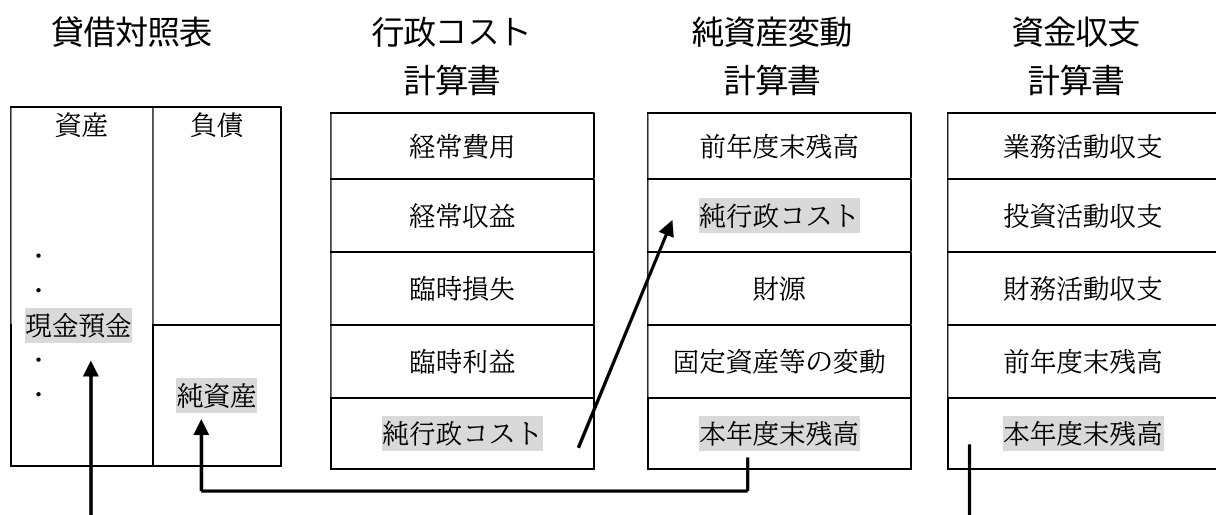 貸借対照表
資産
負債
・
・
現金預金
・
・
純資産
行政コスト
計算書
経常費用
経常収益
臨時損失
臨時利益
純行政コスト
純資産変動
計算書
前年度末残高
純行政コスト
財源
固定資産等の変動
本年度末残高
資金収支
計算書
業務活動収支
投資活動収支
財務活動収支
前年度末残高
本年度末残高